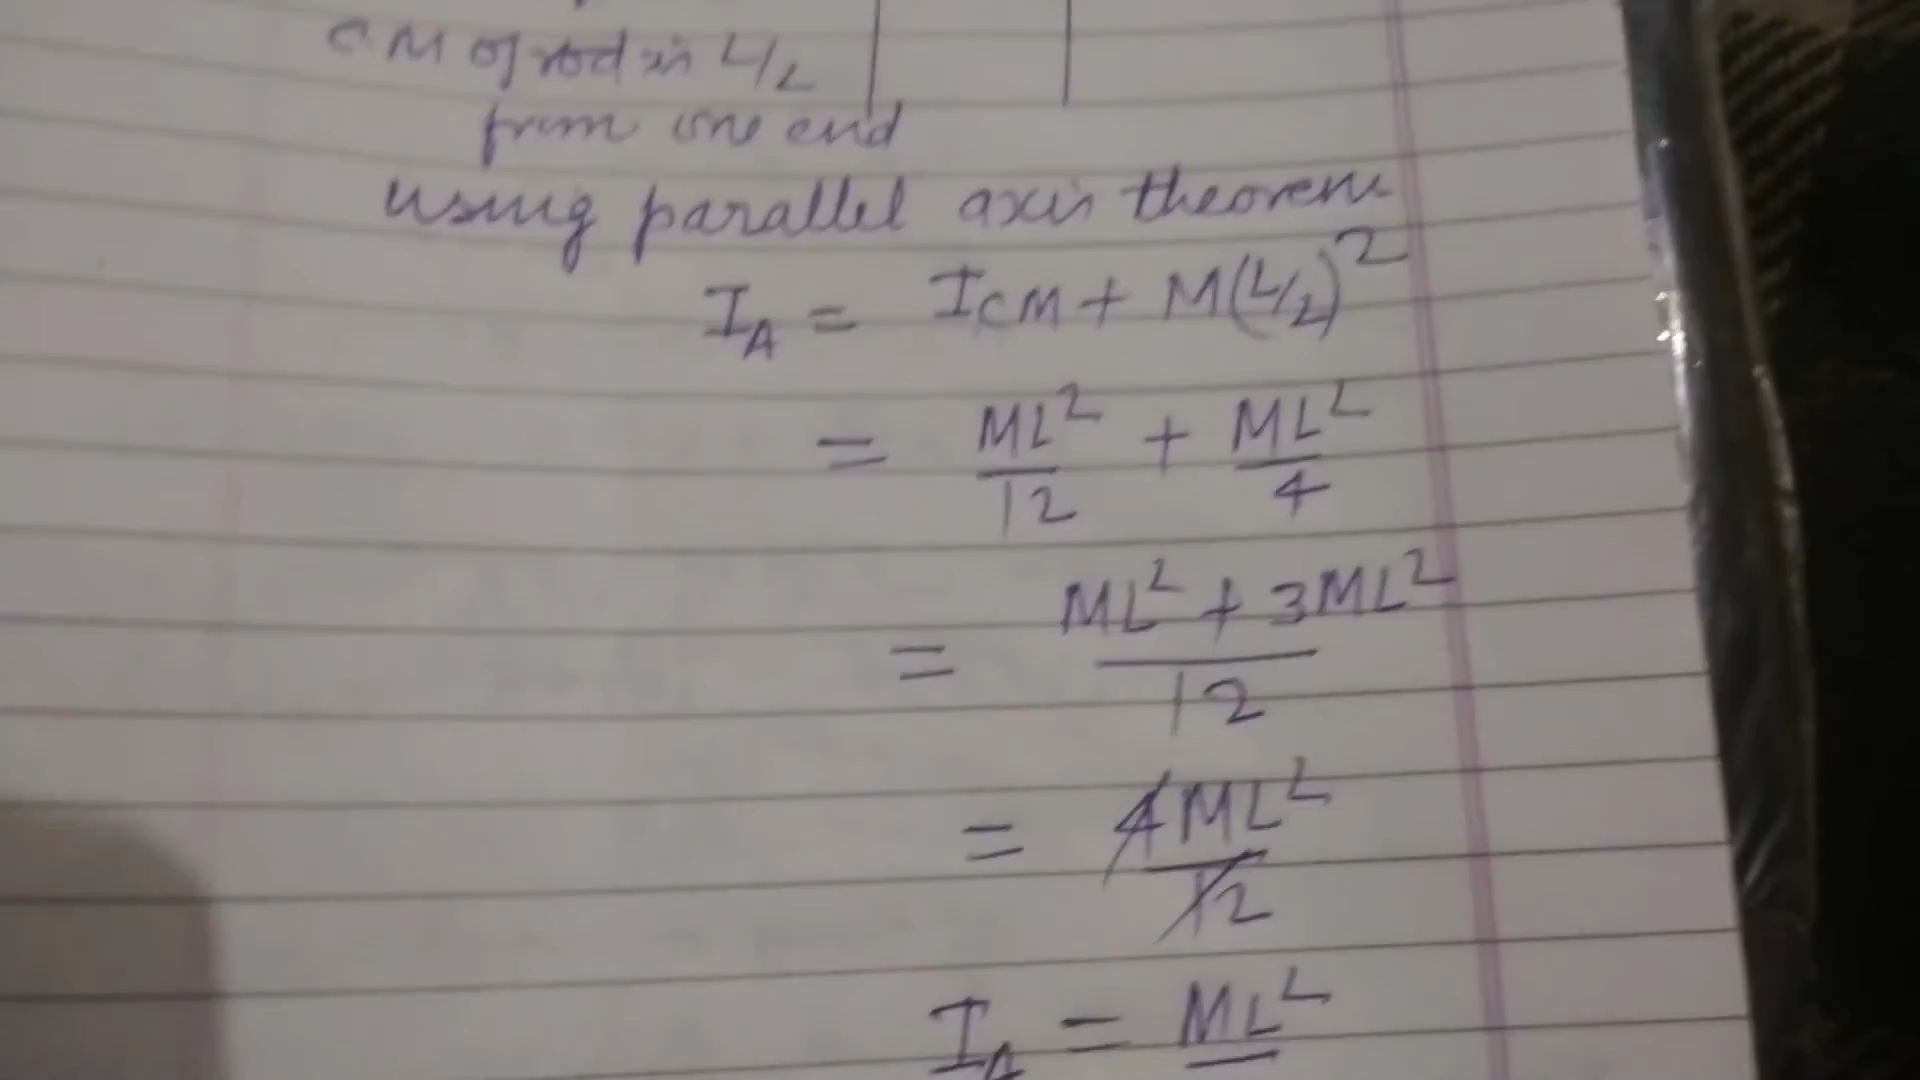 CM of rod is L/2
from one end
using parallel axis theorem
I_A = I_CM + M(L/2)^2
= ML^2/12 + ML^2/4
= (ML^2 + 3ML^2)/12
= 4ML^2/12
I_A = ML^2